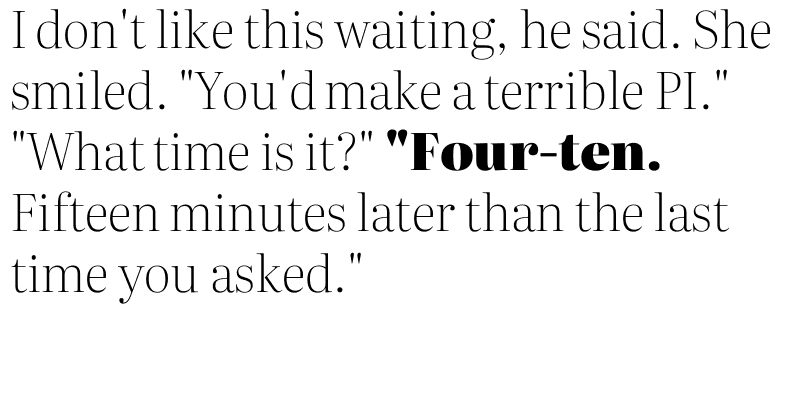 I don't like this waiting, he said. She
smiled. "You'd make a terrible PI."
"What time is it?" "Four-ten.
Fifteen minutes later than the last
time you asked."